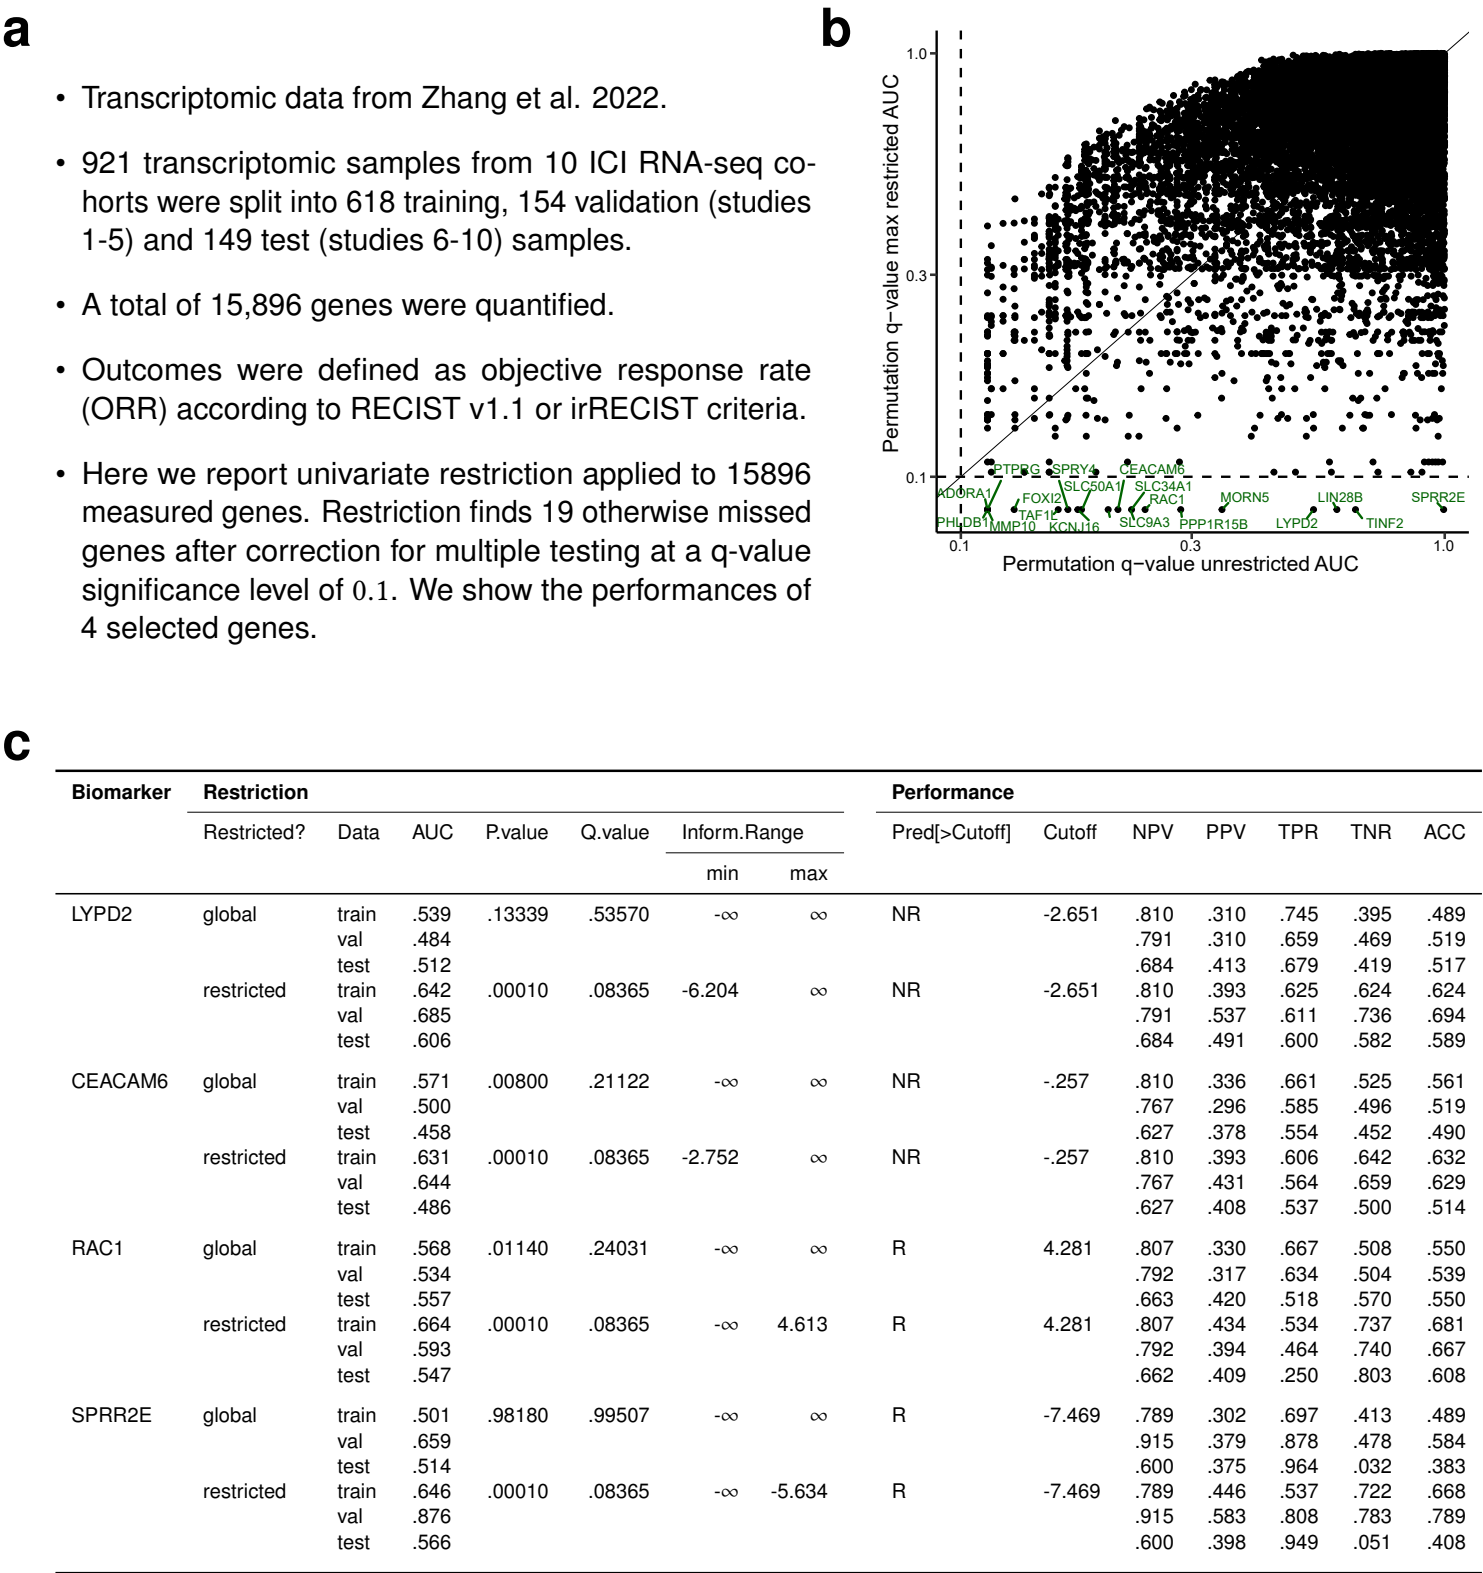 a
• Transcriptomic data from Zhang et al. 2022.
• 921 transcriptomic samples from 10 ICI RNA-seq co-
horts were split into 618 training, 154 validation (studies
1-5) and 149 test (studies 6-10) samples.
• A total of 15,896 genes were quantified.
• Outcomes were defined as objective response rate
(ORR) according to RECIST v1.1 or irRECIST criteria.
• Here we report univariate restriction applied to 15896
measured genes. Restriction finds 19 otherwise missed
genes after correction for multiple testing at a q-value
significance level of 0.1. We show the performances of
4 selected genes.
b
Permutation q−value max restricted AUC
1.0
0.3
0.1
PTPRG SPRY4 CEACAM6
ADORA1 FOXI2 SLC50A1 SLC34A1 RAC1 MORN5 LIN28B SPRR2E
PHLDB1 MMP10 TAF1L KCNJ16 SLC9A3 PPP1R15B LYPD2 TINF2
0.1 0.3 1.0
Permutation q−value unrestricted AUC
c
Biomarker Restriction Performance
Restricted? Data AUC P.value Q.value Inform.Range Pred[>Cutoff] Cutoff NPV PPV TPR TNR ACC
min max
LYPD2 global train .539 .13339 .53570 -∞ ∞ NR -2.651 .810 .310 .745 .395 .489
val .484 .791 .310 .659 .469 .519
test .512 .684 .413 .679 .419 .517
restricted train .642 .00010 .08365 -6.204 ∞ NR -2.651 .810 .393 .625 .624 .624
val .685 .791 .537 .611 .736 .694
test .606 .684 .491 .600 .582 .589
CEACAM6 global train .571 .00800 .21122 -∞ ∞ NR -.257 .810 .336 .661 .525 .561
val .500 .767 .296 .585 .496 .519
test .458 .627 .378 .554 .452 .490
restricted train .631 .00010 .08365 -2.752 ∞ NR -.257 .810 .393 .606 .642 .632
val .644 .767 .431 .564 .659 .629
test .486 .627 .408 .537 .500 .514
RAC1 global train .568 .01140 .24031 -∞ ∞ R 4.281 .807 .330 .667 .508 .550
val .534 .792 .317 .634 .504 .539
test .557 .663 .420 .518 .570 .550
restricted train .664 .00010 .08365 -∞ 4.613 R 4.281 .807 .434 .534 .737 .681
val .593 .792 .394 .464 .740 .667
test .547 .662 .409 .250 .803 .608
SPRR2E global train .501 .98180 .99507 -∞ ∞ R -7.469 .789 .302 .697 .413 .489
val .659 .915 .379 .878 .478 .584
test .514 .600 .375 .964 .032 .383
restricted train .646 .00010 .08365 -∞ -5.634 R -7.469 .789 .446 .537 .722 .668
val .876 .915 .583 .808 .783 .789
test .566 .600 .398 .949 .051 .408